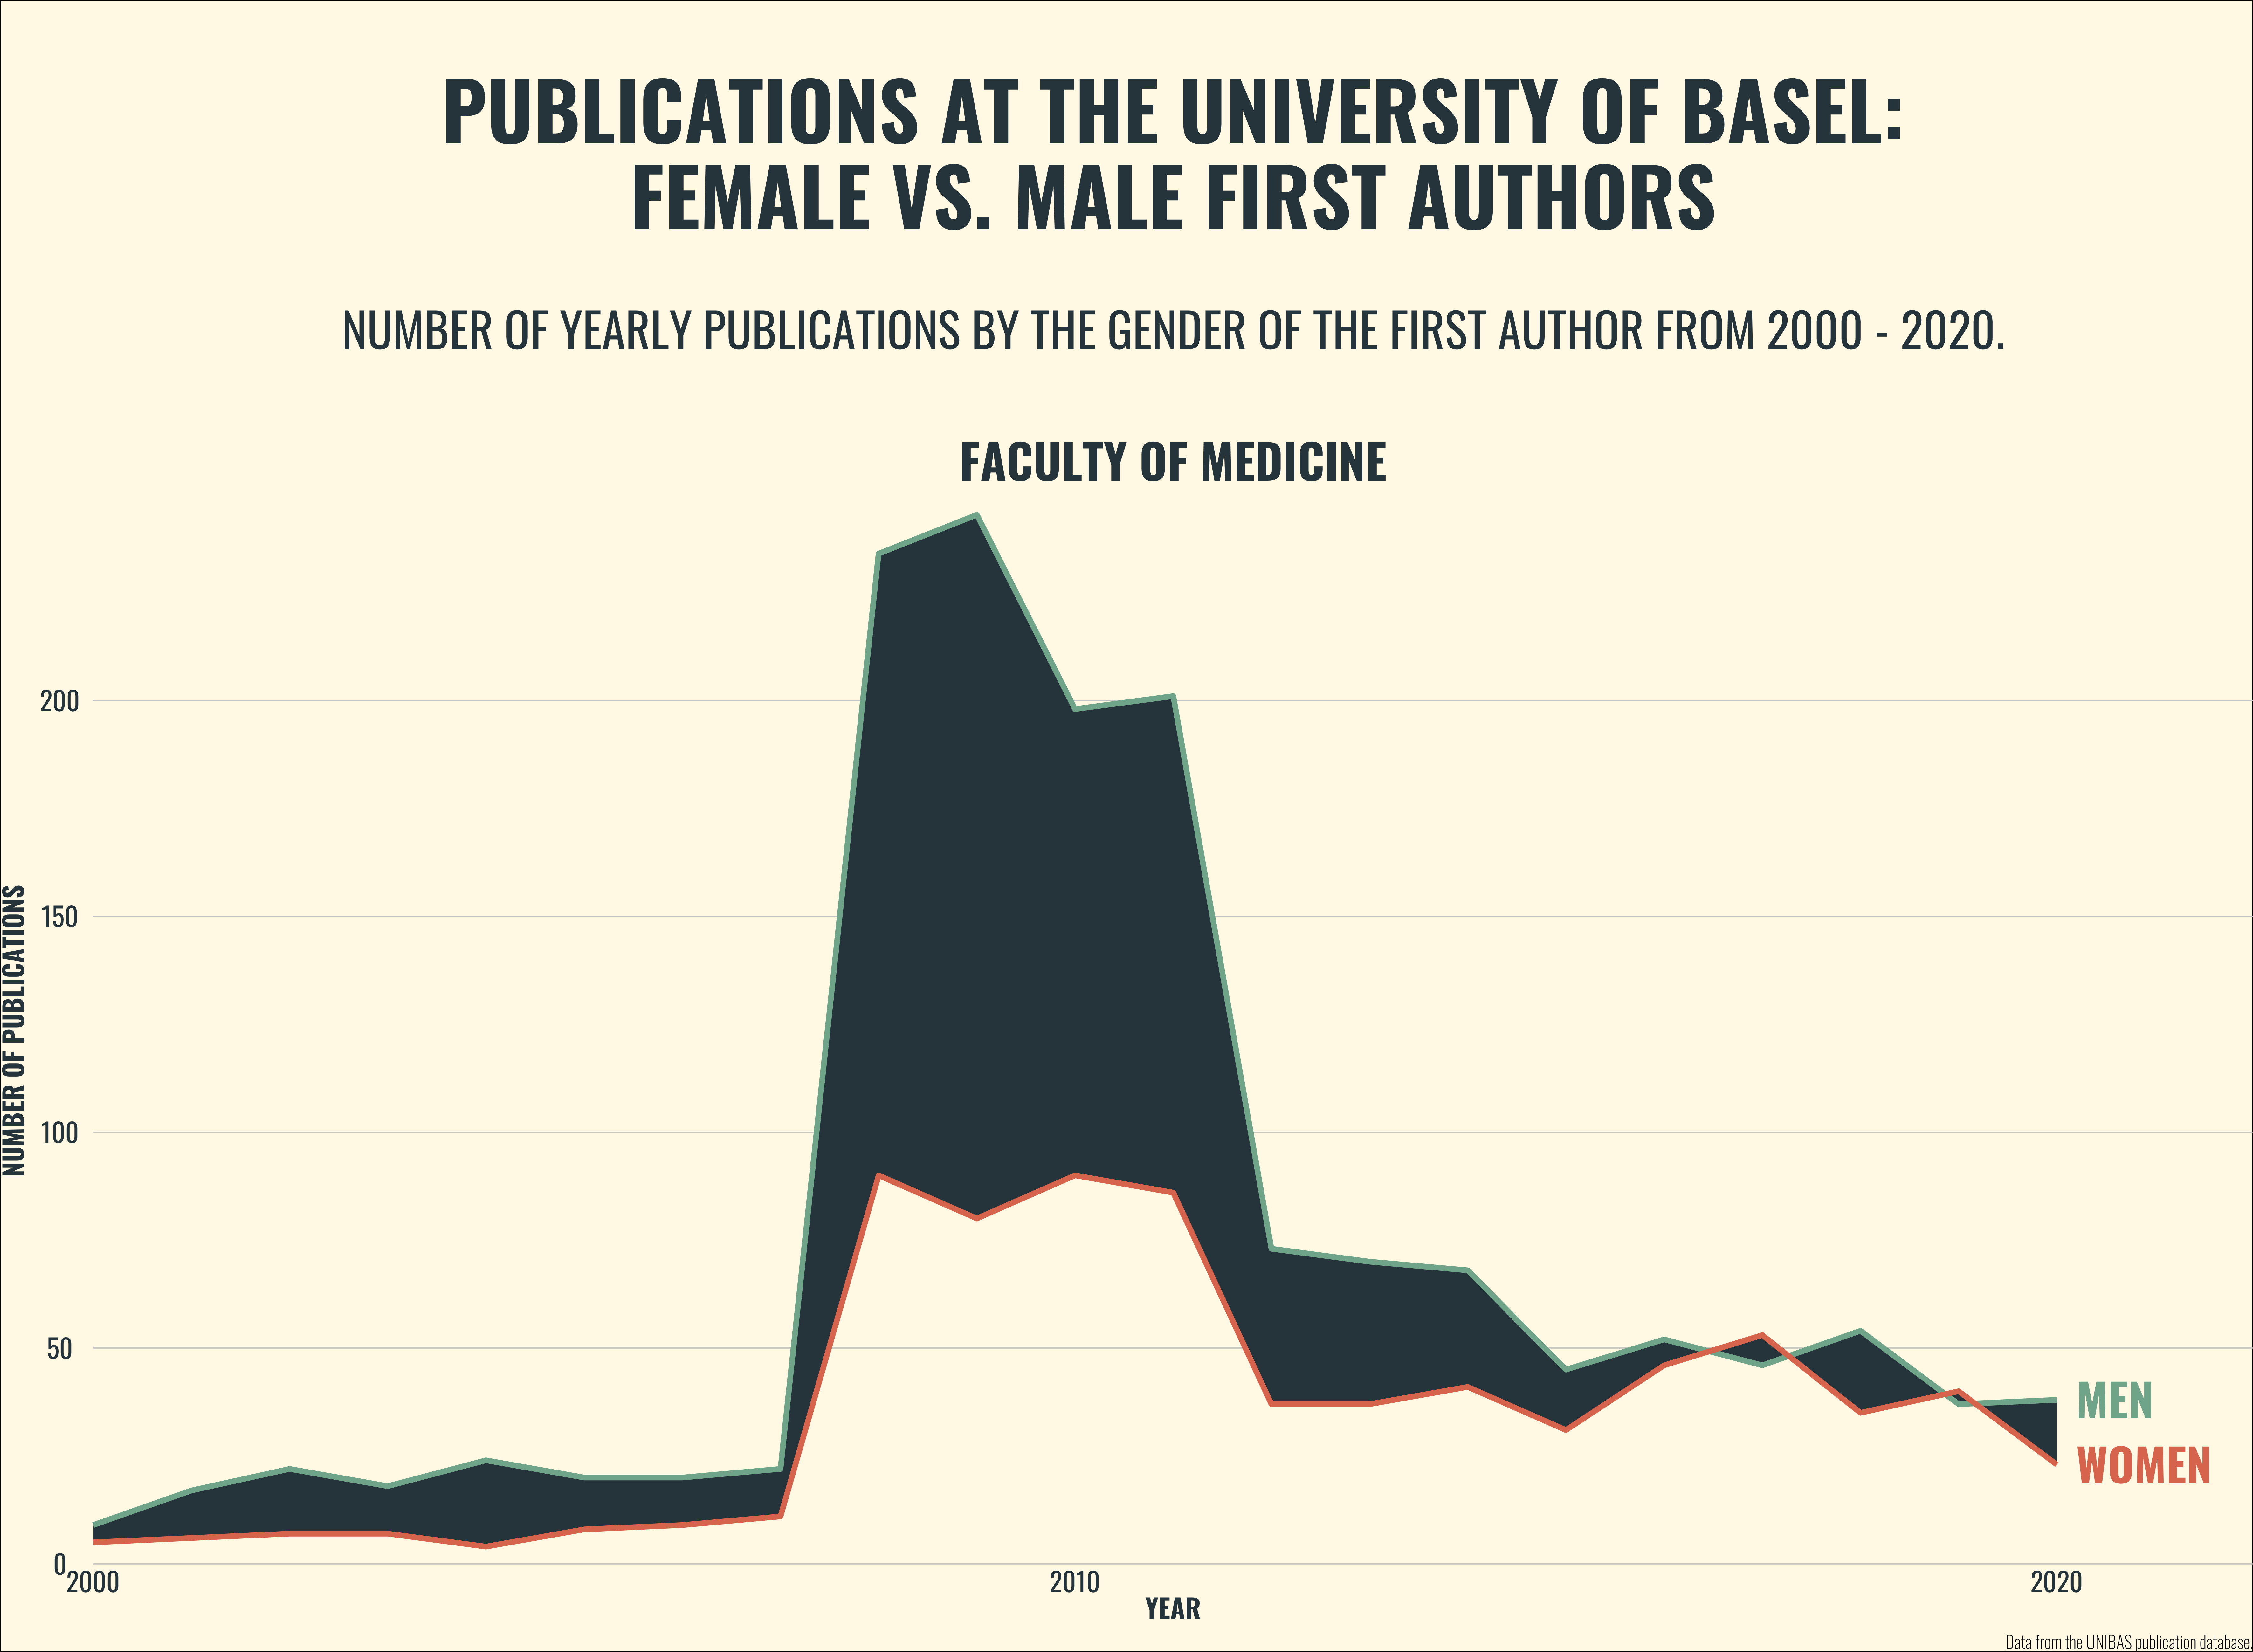 PUBLICATIONS AT THE UNIVERSITY OF BASEL:
FEMALE VS. MALE FIRST AUTHORS
NUMBER OF YEARLY PUBLICATIONS BY THE GENDER OF THE FIRST AUTHOR FROM 2000 - 2020.
FACULTY OF MEDICINE
NUMBER OF PUBLICATIONS
200
150
100
50
0
MEN
WOMEN
2000
2010
2020
YEAR
Data from the UNIBAS publication database.